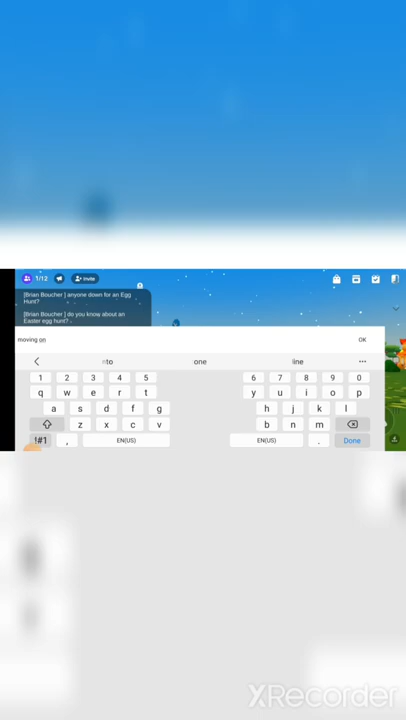 1/12
Invite
[Brian Boucher ] anyone down for an Egg
Hunt?
[Brian Boucher ] do you know about an
Easter egg hunt?
moving on
OK
nto one line
1 2 3 4 5 6 7 8 9 0
q w e r t y u i o p
a s d f g h j k l
z x c v b n m
!#1 , EN(US) EN(US) . Done
XRecorder